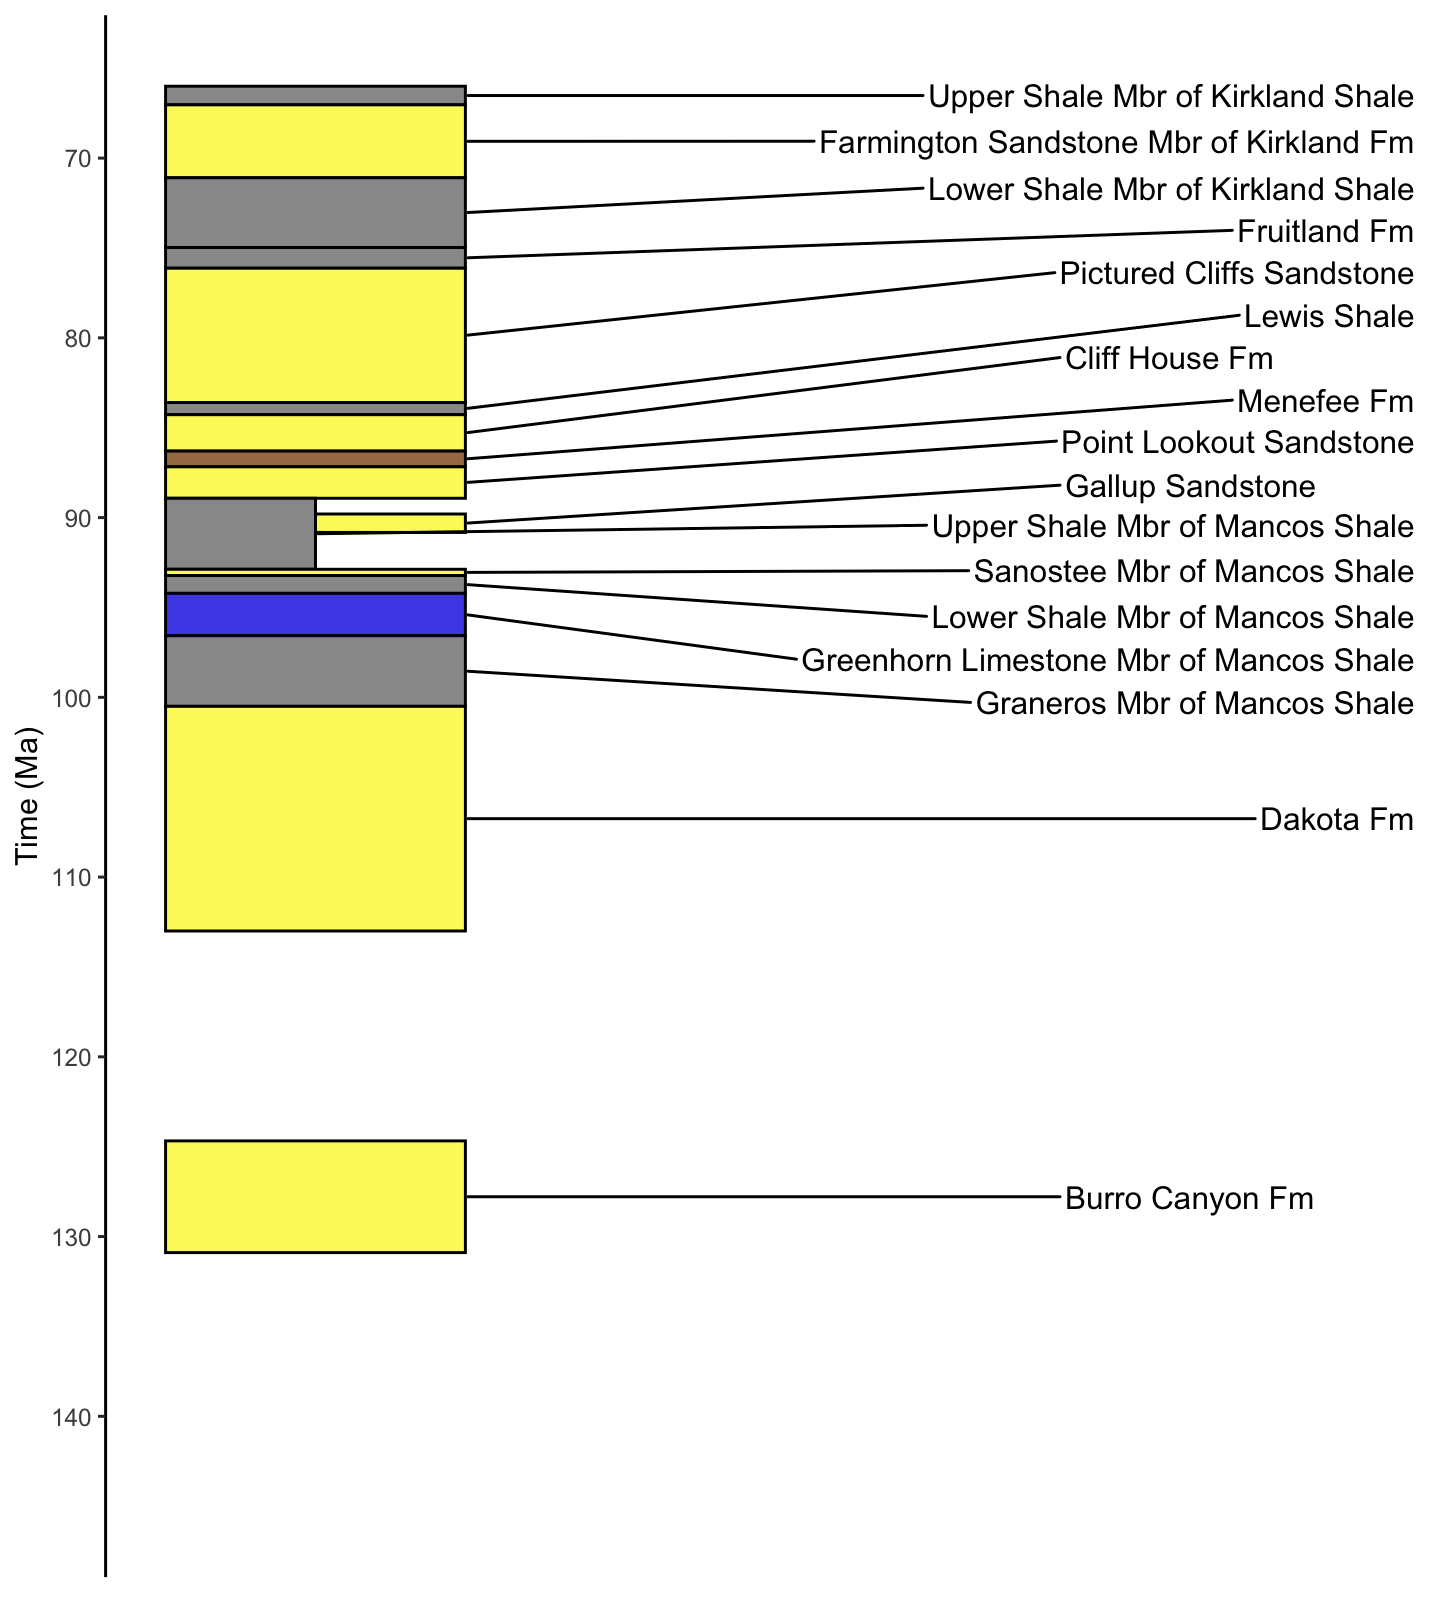 Upper Shale Mbr of Kirkland Shale
Farmington Sandstone Mbr of Kirkland Fm
70
Lower Shale Mbr of Kirkland Shale
Fruitland Fm
Pictured Cliffs Sandstone
Lewis Shale
80
Cliff House Fm
Menefee Fm
Point Lookout Sandstone
Gallup Sandstone
90
Upper Shale Mbr of Mancos Shale
Sanostee Mbr of Mancos Shale
Lower Shale Mbr of Mancos Shale
Greenhorn Limestone Mbr of Mancos Shale
100
Graneros Mbr of Mancos Shale
Time (Ma)
Dakota Fm
110
120
Burro Canyon Fm
130
140